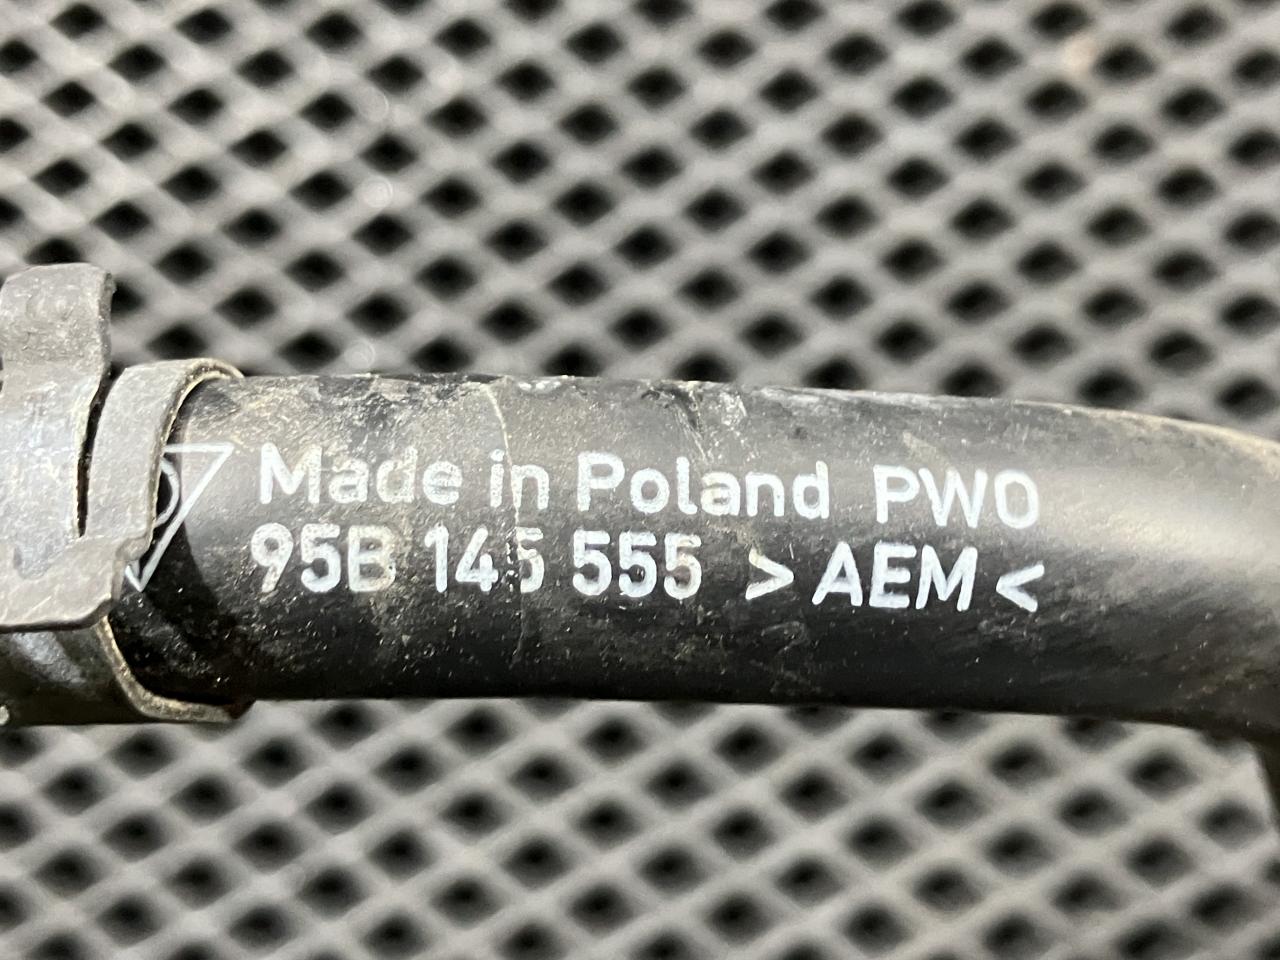 Made in Poland PWO
95B 145 555 >AEM<